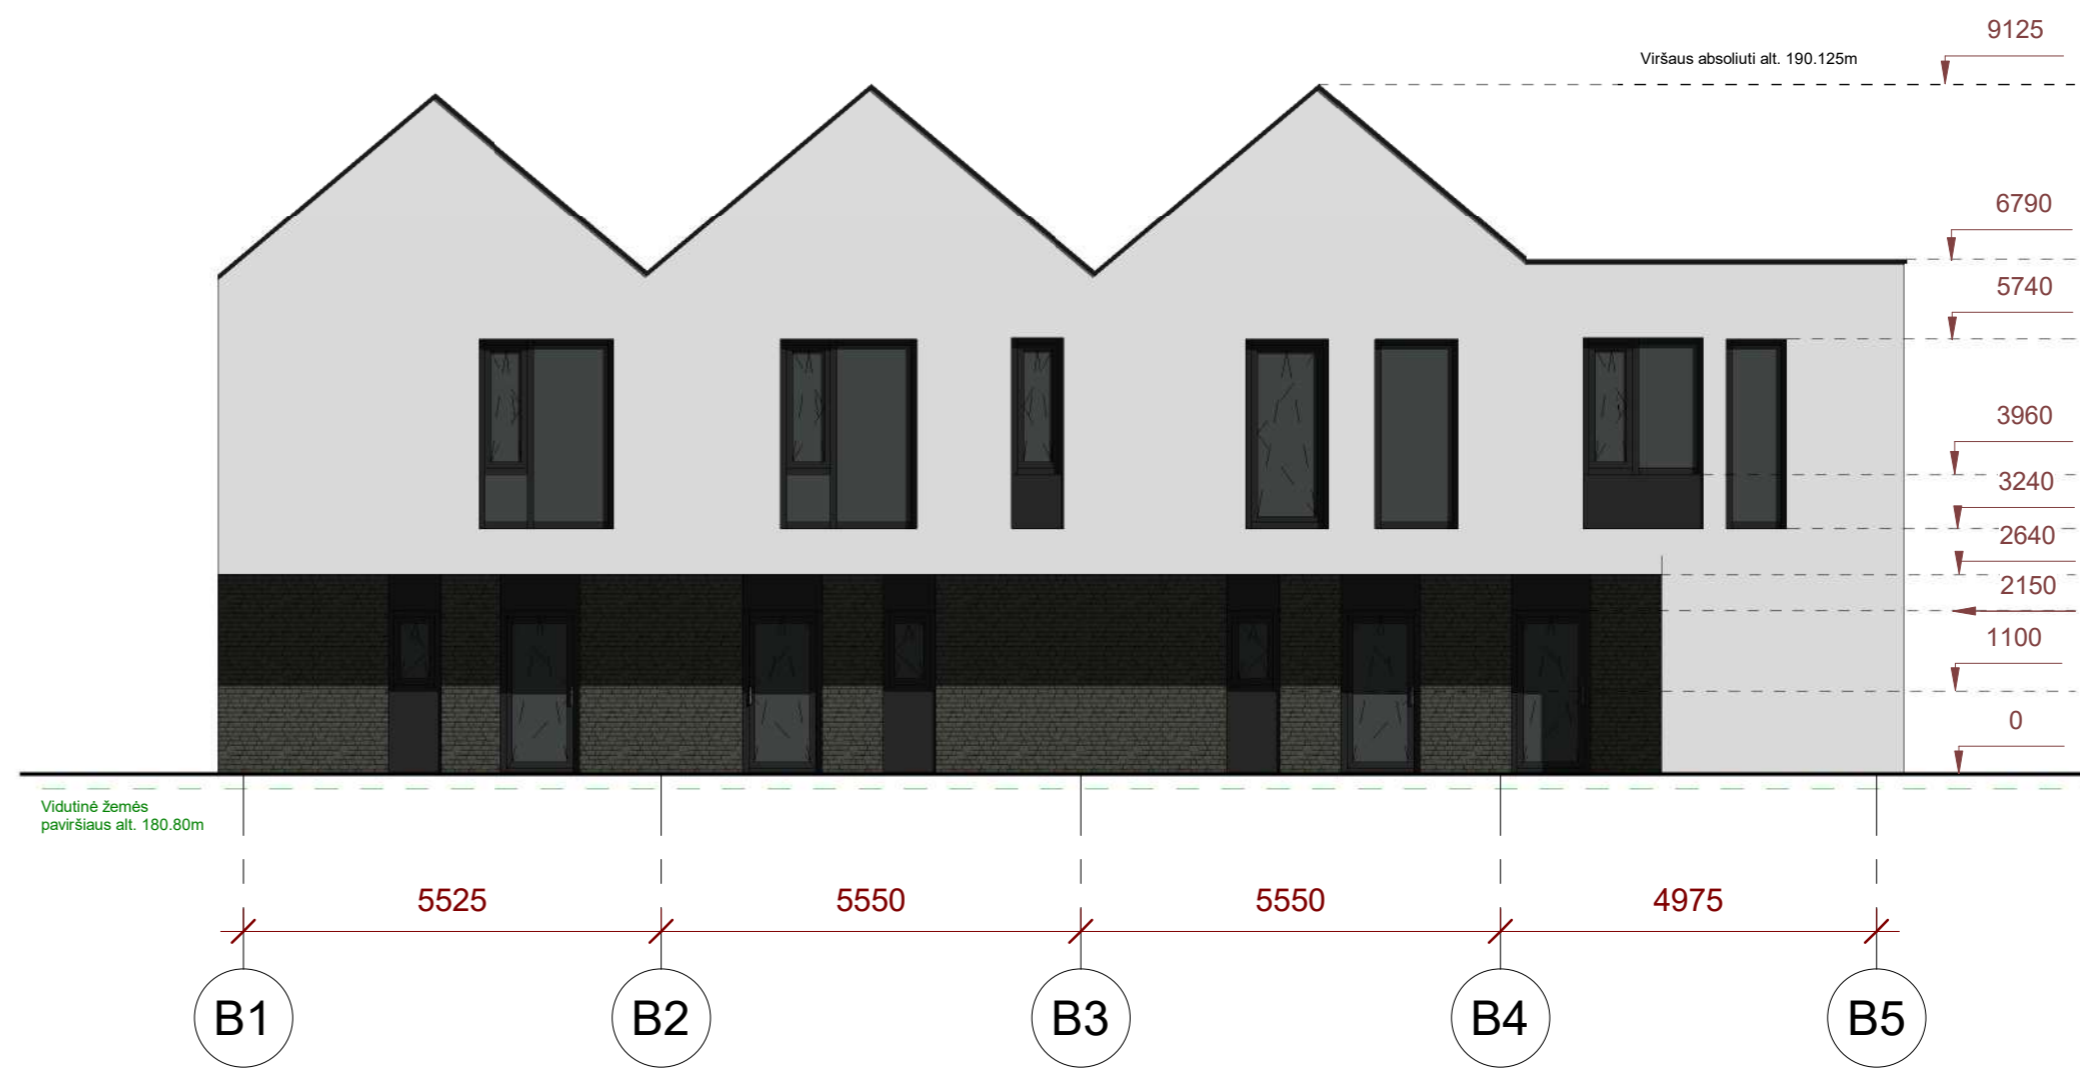 9125
Viršaus absoliuti alt. 190.125m
6790
5740
3960
3240
2640
2150
1100
0
Vidutinė žemės
paviršiaus alt. 180.80m
5525 5550 5550 4975
B1 B2 B3 B4 B5